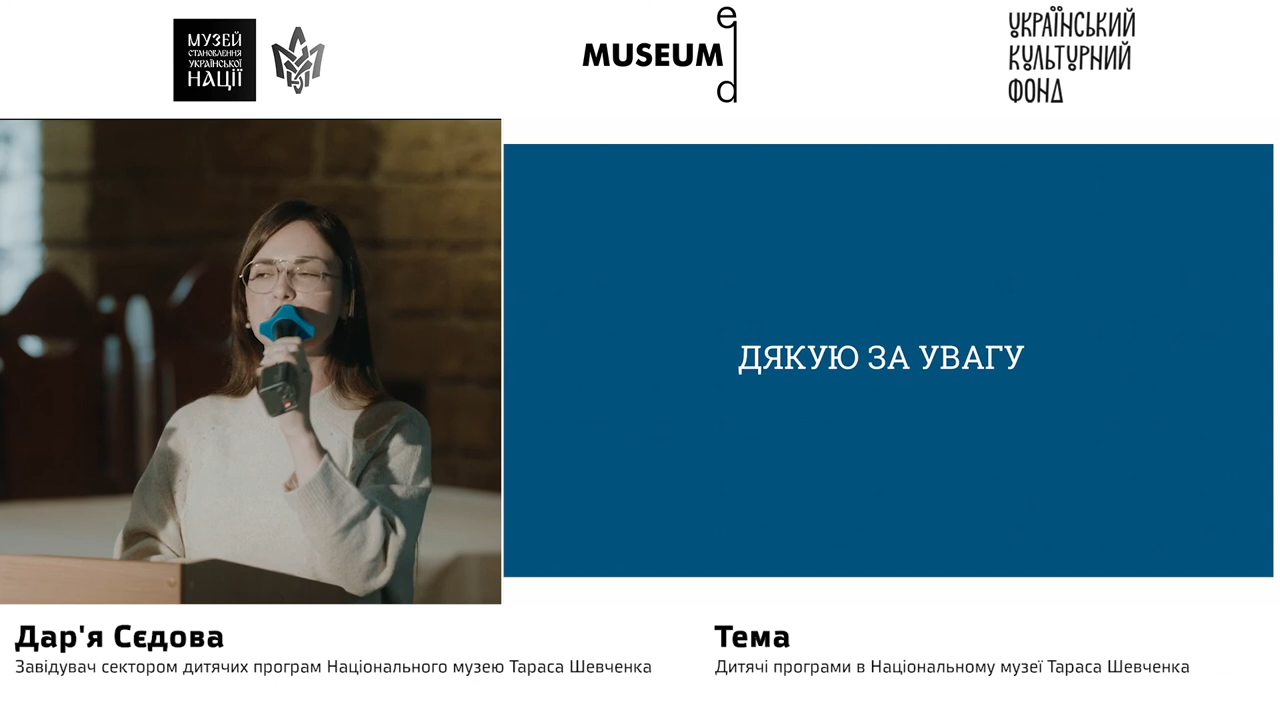 МУЗЕЙ
СТАНОВЛЕННЯ
УКРАЇНСЬКОЇ
НАЦІЇ
MUSEUM
ed
УКРАЇНСЬКИЙ
КУЛЬТУРНИЙ
ФОНД
ДЯКУЮ ЗА УВАГУ
Дар'я Сєдова
Завідувач сектором дитячих програм Національного музею Тараса Шевченка
Тема
Дитячі програми в Національному музеї Тараса Шевченка